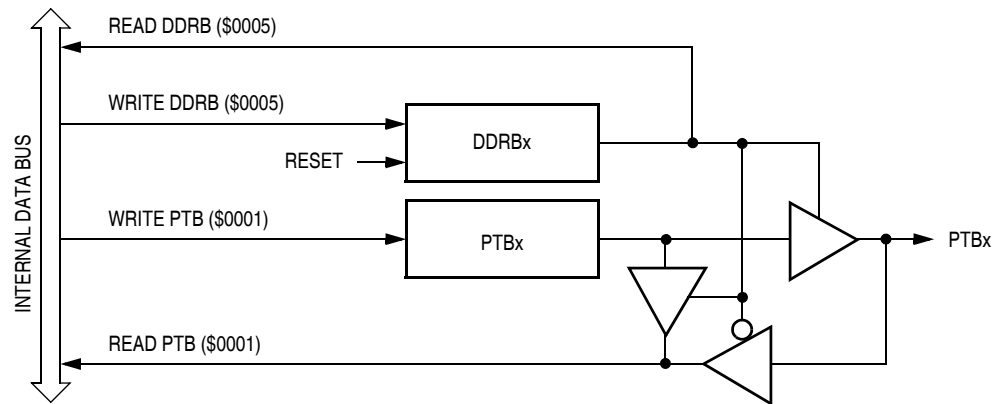 READ DDRB ($0005)
WRITE DDRB ($0005)
DDRBx
RESET
WRITE PTB ($0001)
PTBx
PTBx
READ PTB ($0001)
INTERNAL DATA BUS